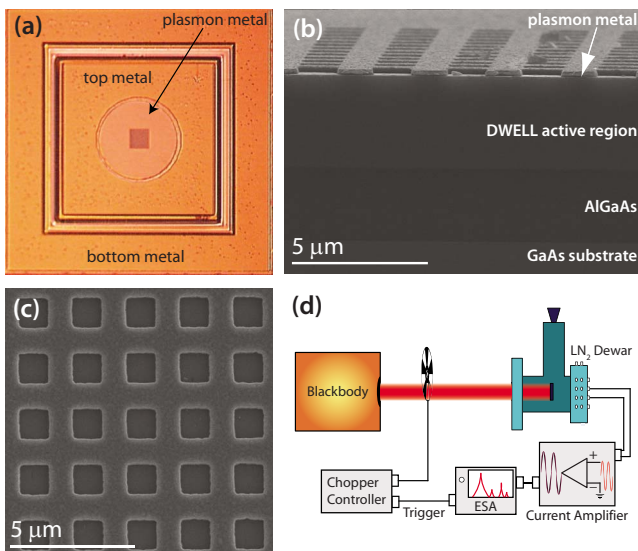 (a)
plasmon metal
top metal
bottom metal
(b)
plasmon metal
DWELL active region
AlGaAs
GaAs substrate
5 μm
(c)
5 μm
(d)
LN2 Dewar
Blackbody
Chopper
Controller
Trigger
ESA
+
−
Current Amplifier